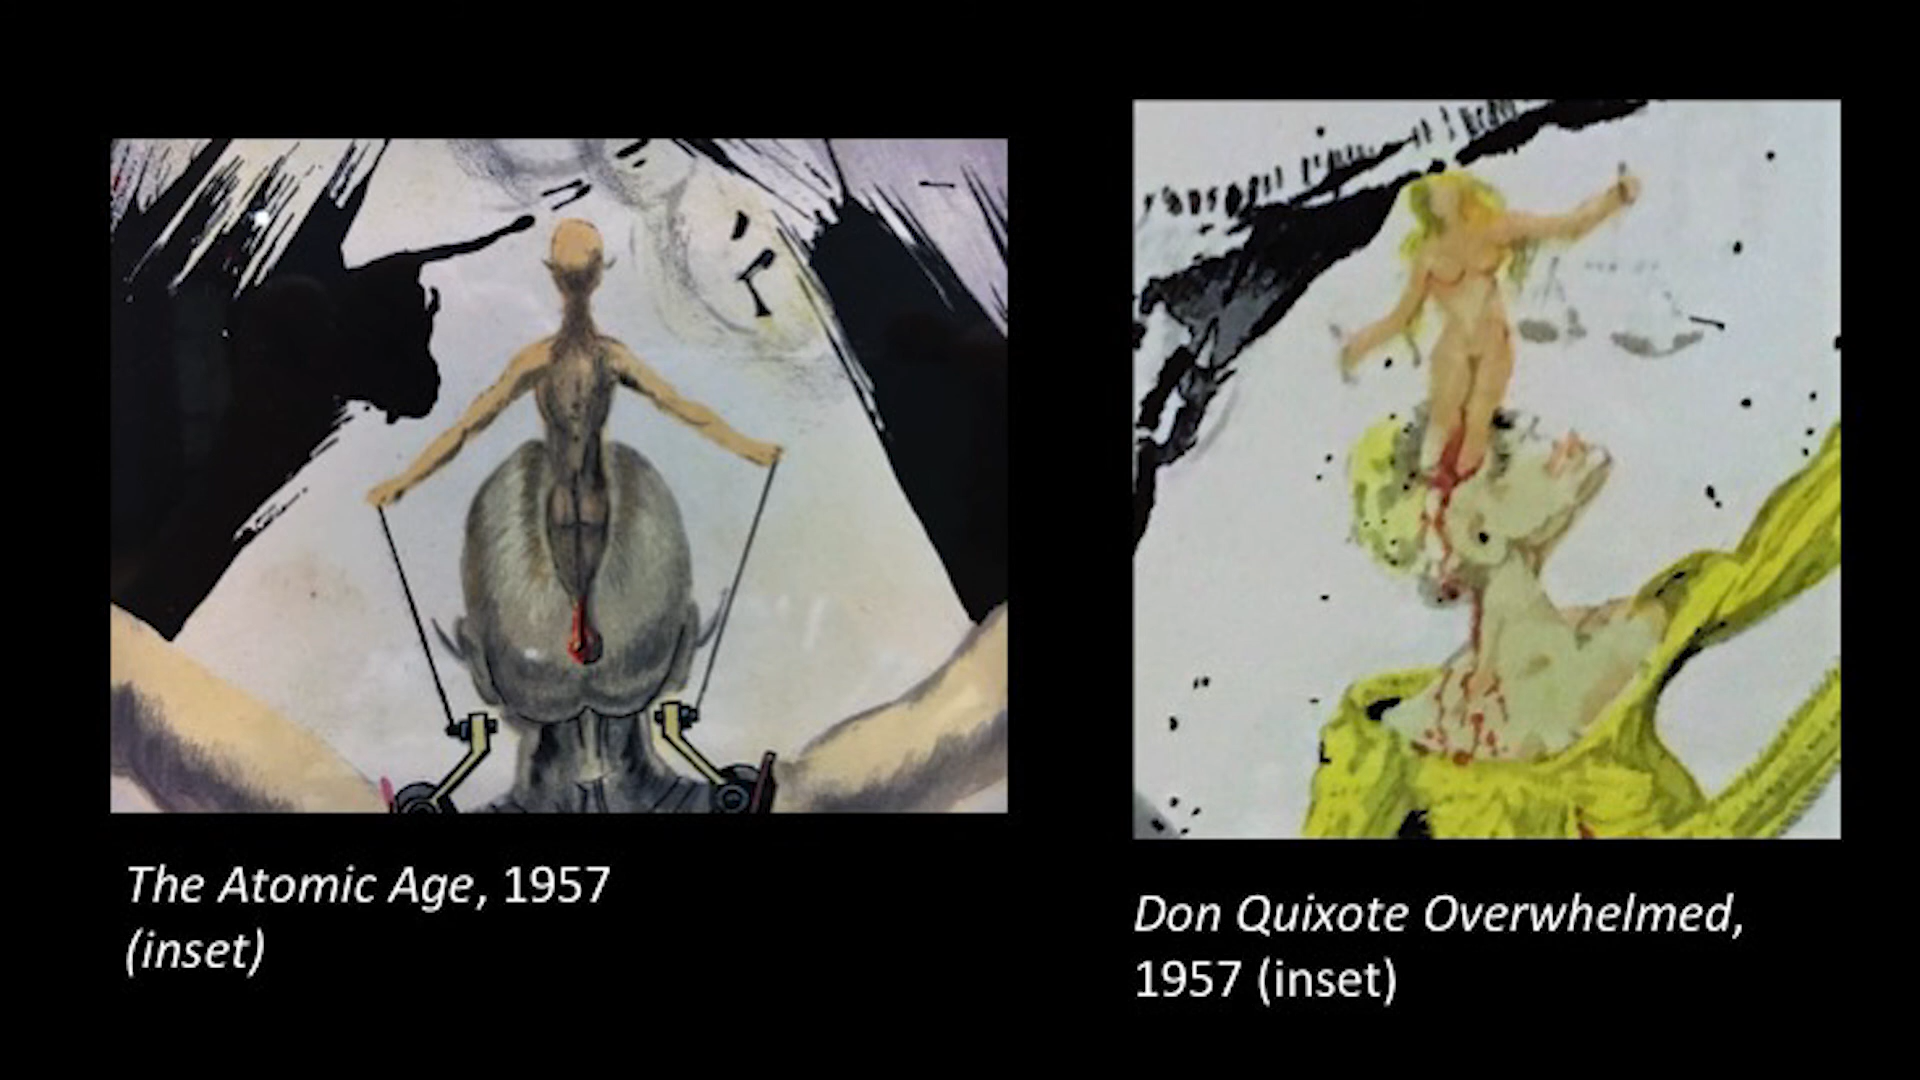 The Atomic Age, 1957
(inset)
Don Quixote Overwhelmed,
1957 (inset)